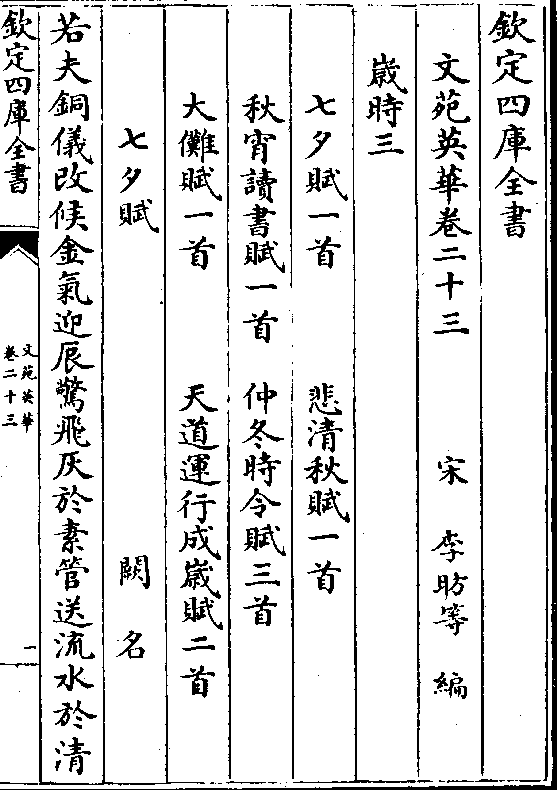 欽定四庫全書
文苑英華卷二十三　宋　李昉等　編
歲時三
七夕賦一首　悲清秋賦一首
秋宵讀書賦一首　仲冬時令賦三首
大儺賦一首　天道運行成歲賦二首
七夕賦　闕名
若夫銅儀改候金氣迎辰驚飛灰於素管送流水於清
欽定四庫全書
文苑英華
卷二十三
一